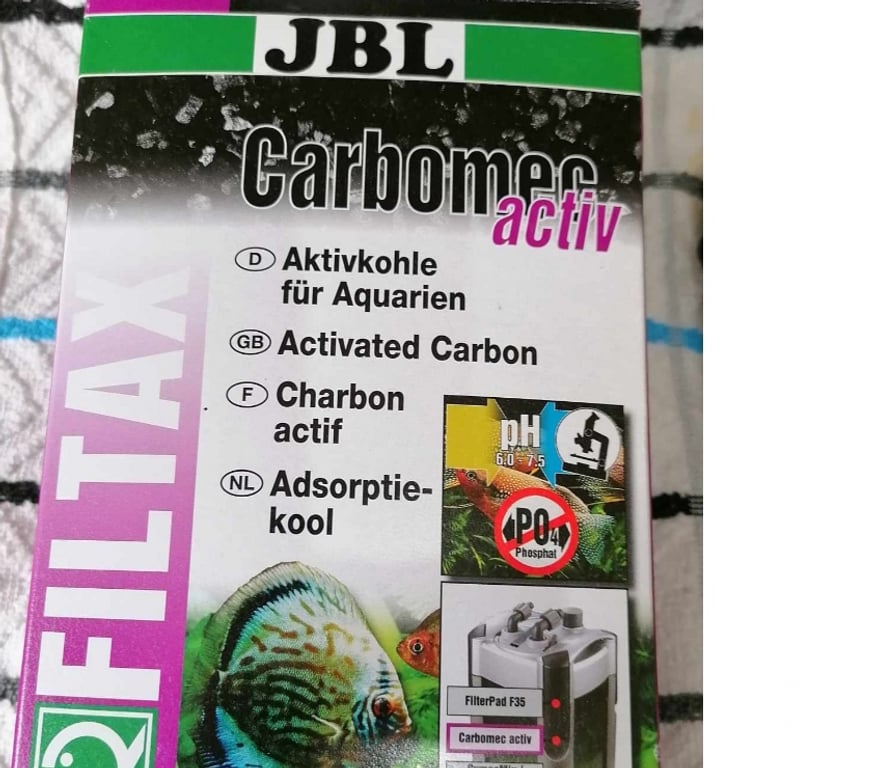 JBL
Carbomec
activ
D Aktivkohle
für Aquarien
GB Activated Carbon
F Charbon
actif
NL Adsorptie-
kool
FILTAX
pH
6.0 - 7.5
PO4
Phosphat
FilterPad F35
Carbomec activ